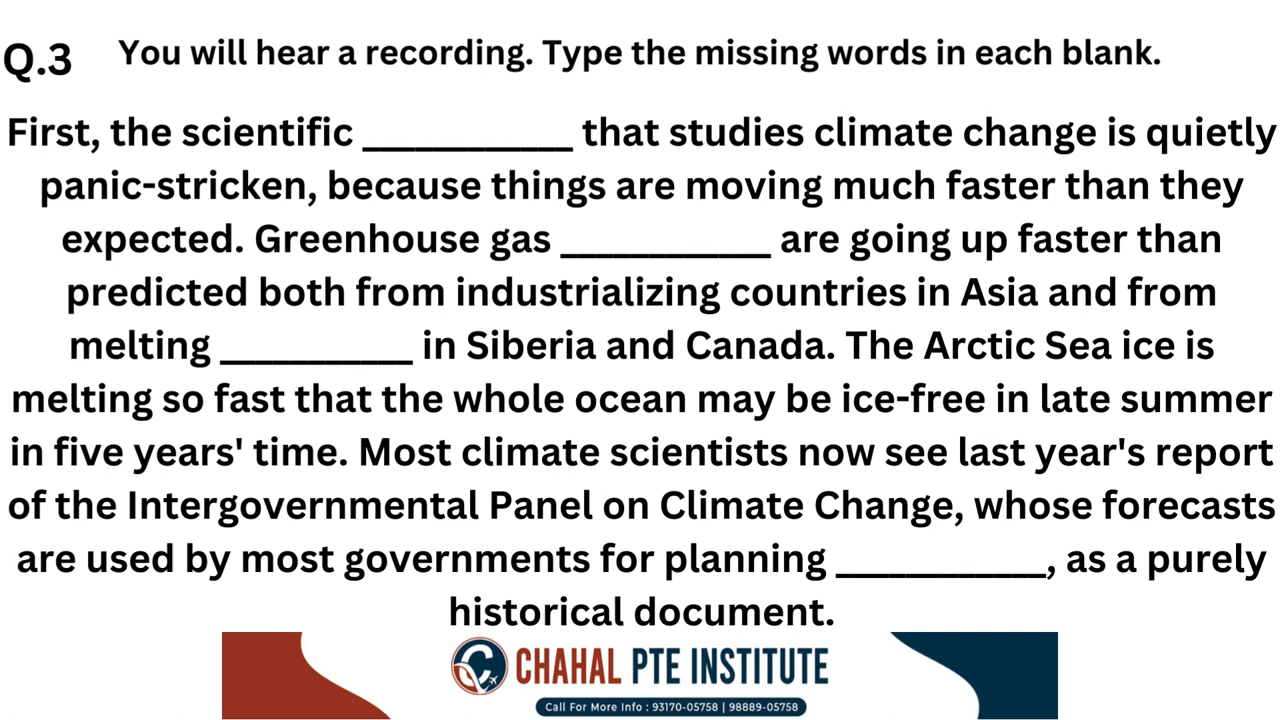 Q.3 You will hear a recording. Type the missing words in each blank.
First, the scientific ___________ that studies climate change is quietly
panic-stricken, because things are moving much faster than they
expected. Greenhouse gas ___________ are going up faster than
predicted both from industrializing countries in Asia and from
melting __________ in Siberia and Canada. The Arctic Sea ice is
melting so fast that the whole ocean may be ice-free in late summer
in five years' time. Most climate scientists now see last year's report
of the Intergovernmental Panel on Climate Change, whose forecasts
are used by most governments for planning ___________, as a purely
historical document.
CHAHAL PTE INSTITUTE
Call For More Info : 93170-05758 | 98889-05758